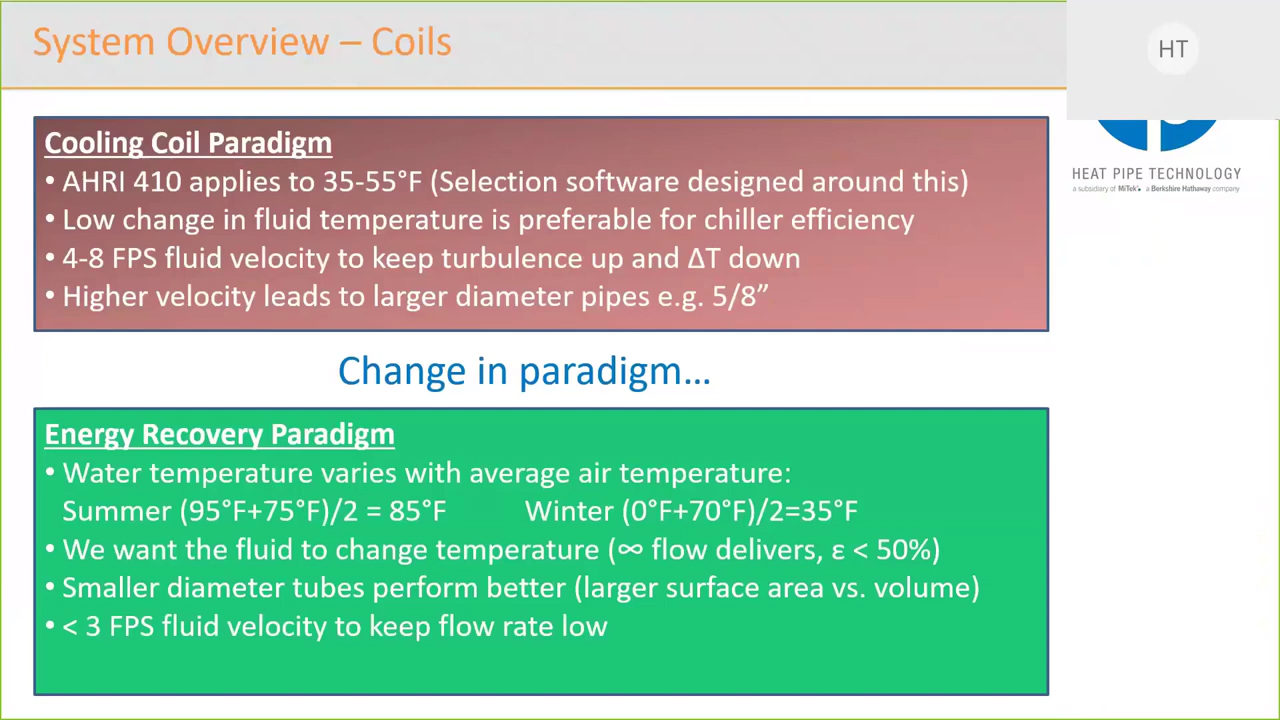 System Overview – Coils
HT
HEAT PIPE TECHNOLOGY
a subsidiary of MiTek®. a Berkshire Hathaway company
Cooling Coil Paradigm
• AHRI 410 applies to 35-55°F (Selection software designed around this)
• Low change in fluid temperature is preferable for chiller efficiency
• 4-8 FPS fluid velocity to keep turbulence up and ΔT down
• Higher velocity leads to larger diameter pipes e.g. 5/8”
Change in paradigm…
Energy Recovery Paradigm
• Water temperature varies with average air temperature:
Summer (95°F+75°F)/2 = 85°F Winter (0°F+70°F)/2=35°F
• We want the fluid to change temperature (∞ flow delivers, ε < 50%)
• Smaller diameter tubes perform better (larger surface area vs. volume)
• < 3 FPS fluid velocity to keep flow rate low